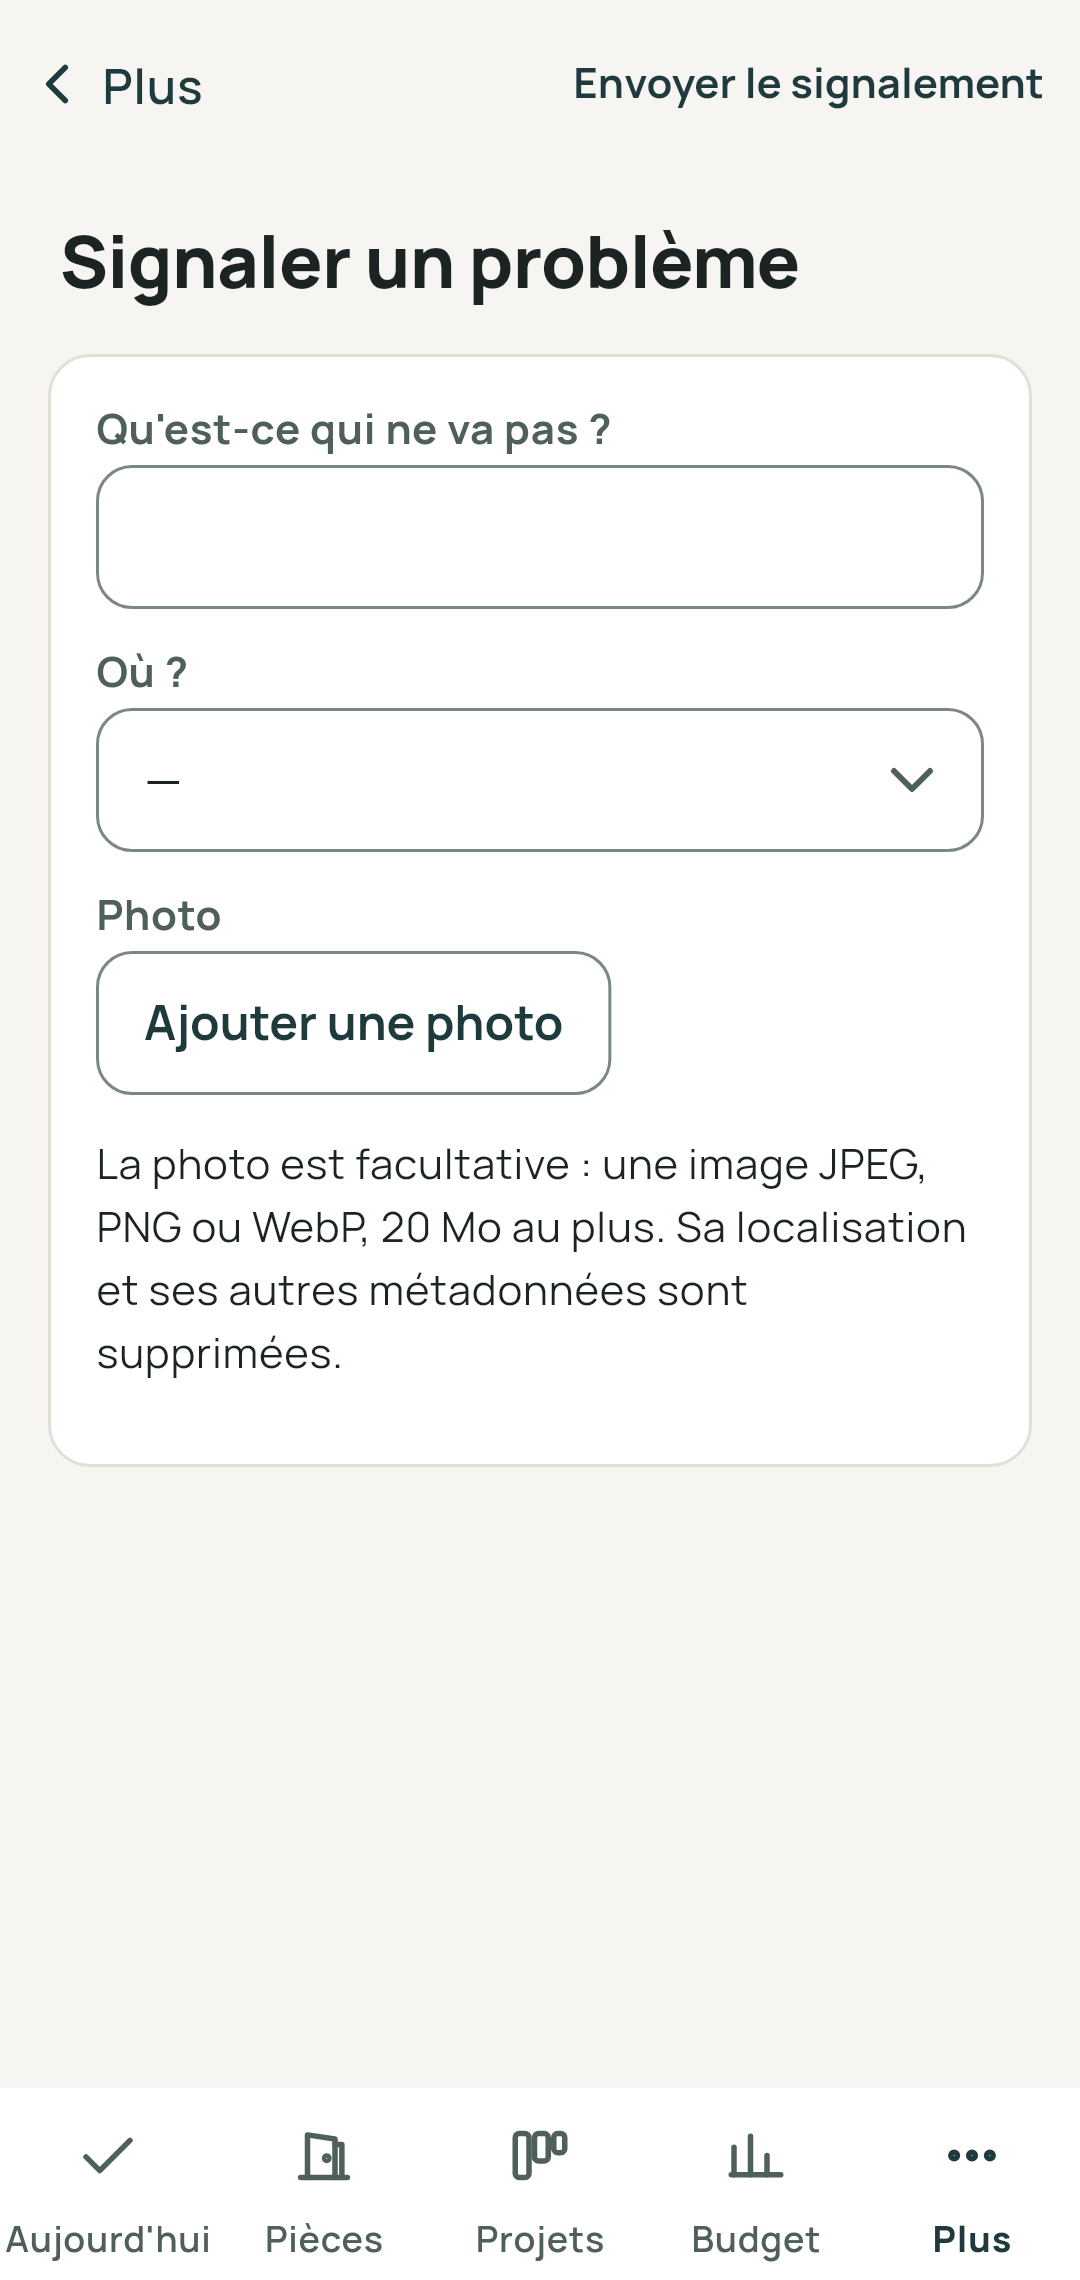 Plus
Envoyer le signalement
Signaler un problème
Qu'est-ce qui ne va pas ?
Où ?
—
Photo
Ajouter une photo
La photo est facultative : une image JPEG,
PNG ou WebP, 20 Mo au plus. Sa localisation
et ses autres métadonnées sont
supprimées.
Aujourd'hui
Pièces
Projets
Budget
Plus